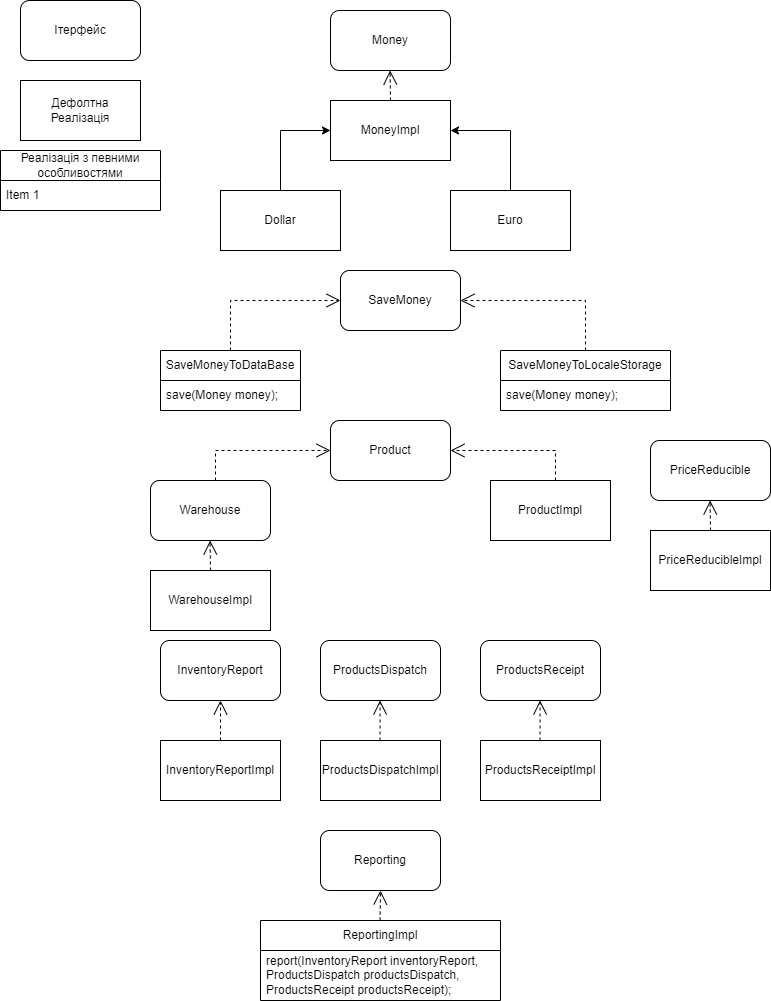 Ітерфейс
Дефолтна
Реалізація
Реалізація з певними
особливостями
Item 1
Money
MoneyImpl
Dollar
Euro
SaveMoney
SaveMoneyToDataBase
save(Money money);
SaveMoneyToLocaleStorage
save(Money money);
Product
Warehouse
ProductImpl
WarehouseImpl
PriceReducible
PriceReducibleImpl
InventoryReport
ProductsDispatch
ProductsReceipt
InventoryReportImpl
ProductsDispatchImpl
ProductsReceiptImpl
Reporting
ReportingImpl
report(InventoryReport inventoryReport,
ProductsDispatch productsDispatch,
ProductsReceipt productsReceipt);